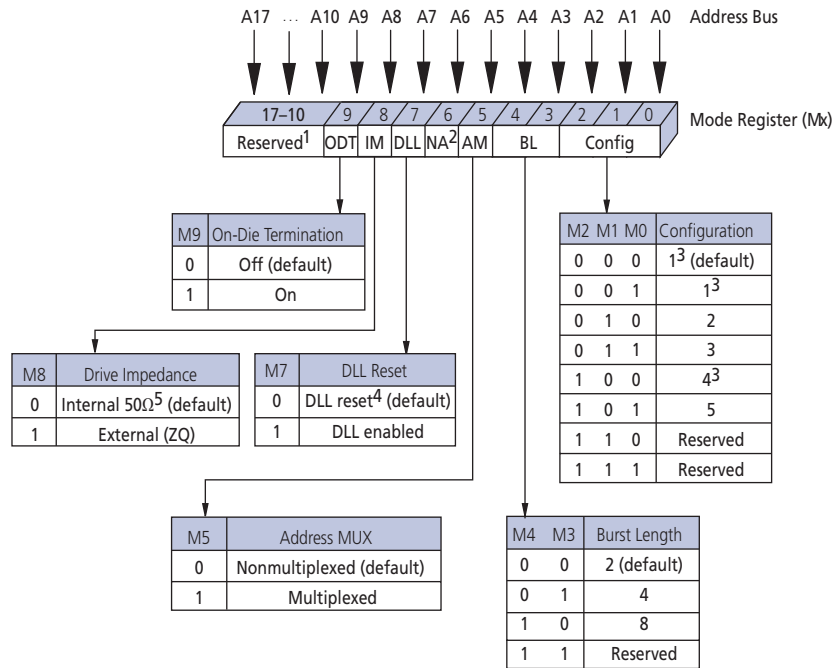 A17 ... A10 A9 A8 A7 A6 A5 A4 A3 A2 A1 A0 Address Bus
17–10 9 8 7 6 5 4 3 2 1 0 Mode Register (Mx)
Reserved1 ODT IM DLL NA2 AM BL Config
M9 On-Die Termination
0 Off (default)
1 On
M2 M1 M0 Configuration
0 0 0 13 (default)
0 0 1 13
0 1 0 2
0 1 1 3
1 0 0 43
1 0 1 5
1 1 0 Reserved
1 1 1 Reserved
M8 Drive Impedance
0 Internal 50Ω5 (default)
1 External (ZQ)
M7 DLL Reset
0 DLL reset4 (default)
1 DLL enabled
M5 Address MUX
0 Nonmultiplexed (default)
1 Multiplexed
M4 M3 Burst Length
0 0 2 (default)
0 1 4
1 0 8
1 1 Reserved